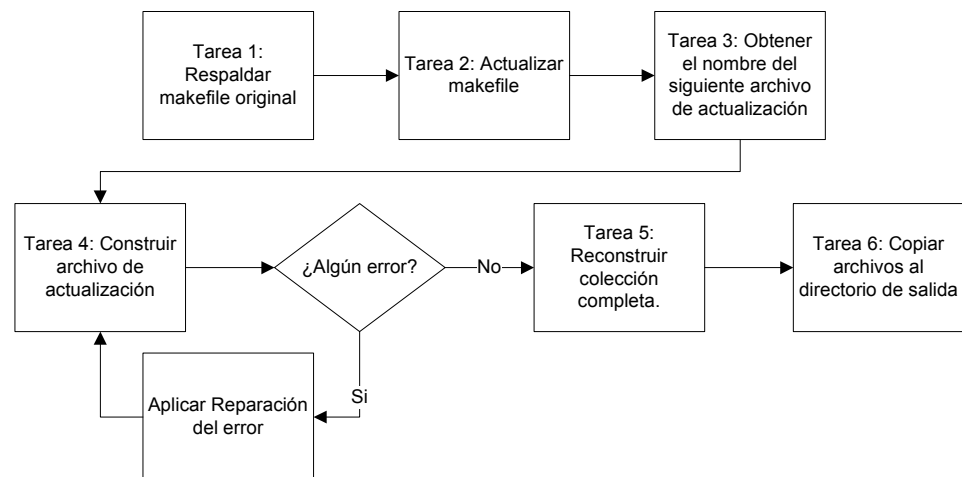 Tarea 1:
Respaldar
makefile original
Tarea 2: Actualizar
makefile
Tarea 3: Obtener
el nombre del
siguiente archivo
de actualización
Tarea 4: Construir
archivo de
actualización
¿Algún error?
No
Tarea 5:
Reconstruir
colección
completa.
Tarea 6: Copiar
archivos al
directorio de salida
Si
Aplicar Reparación
del error